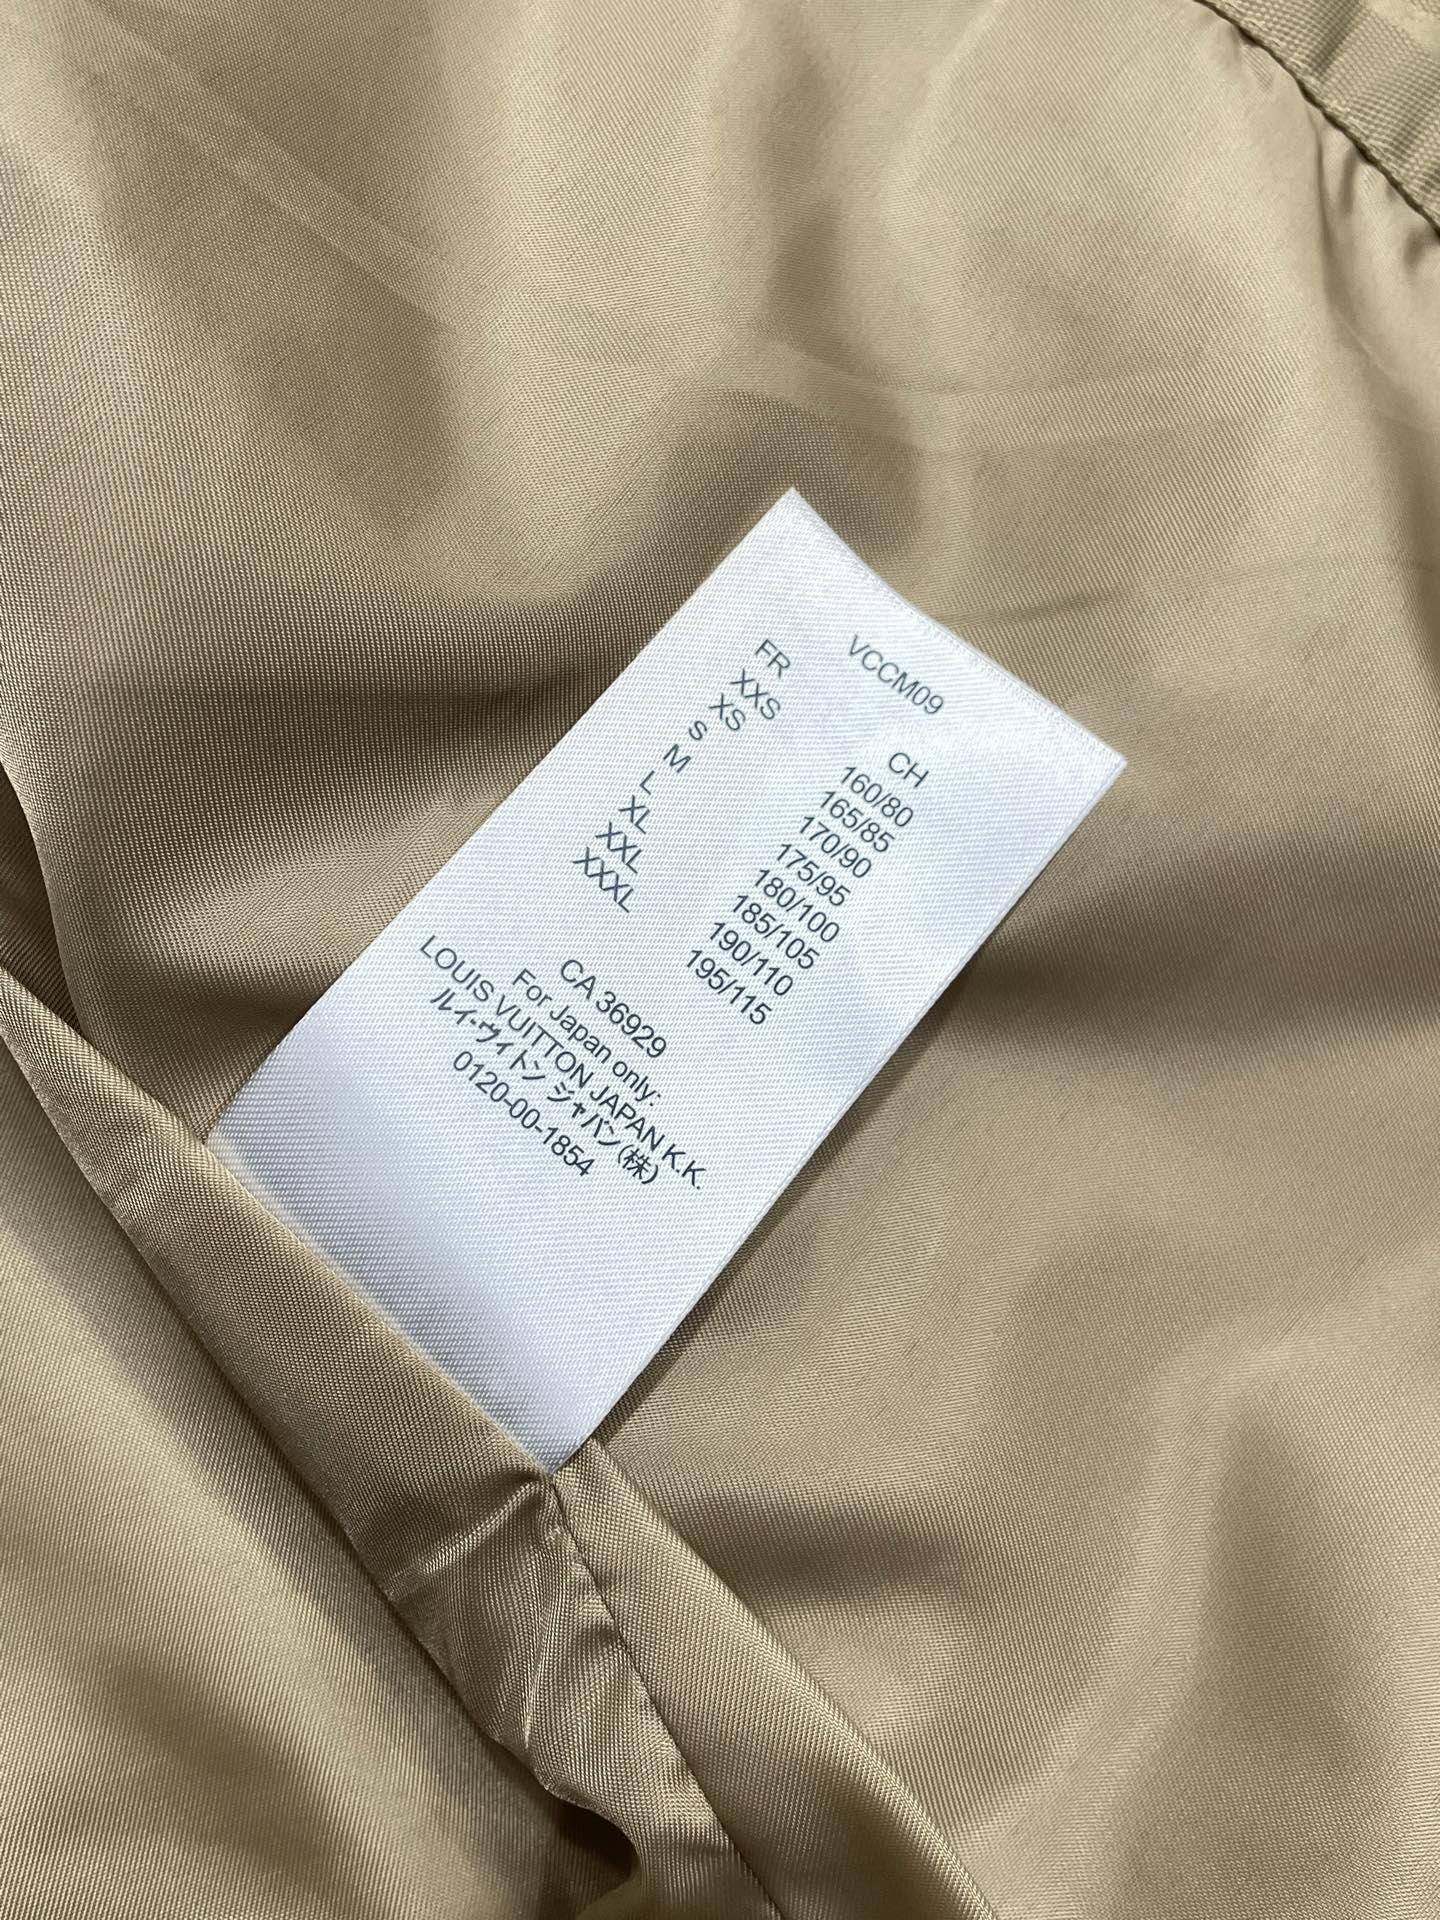 VCCM09
FR CH
XXS 160/80
XS 165/85
S 170/90
M 175/95
L 180/100
XL 185/105
XXL 190/110
XXXL 195/115
CA 36929
For Japan only:
LOUIS VUITTON JAPAN K.K.
ルイ·ヴィトン ジャパン(株)
0120-00-1854